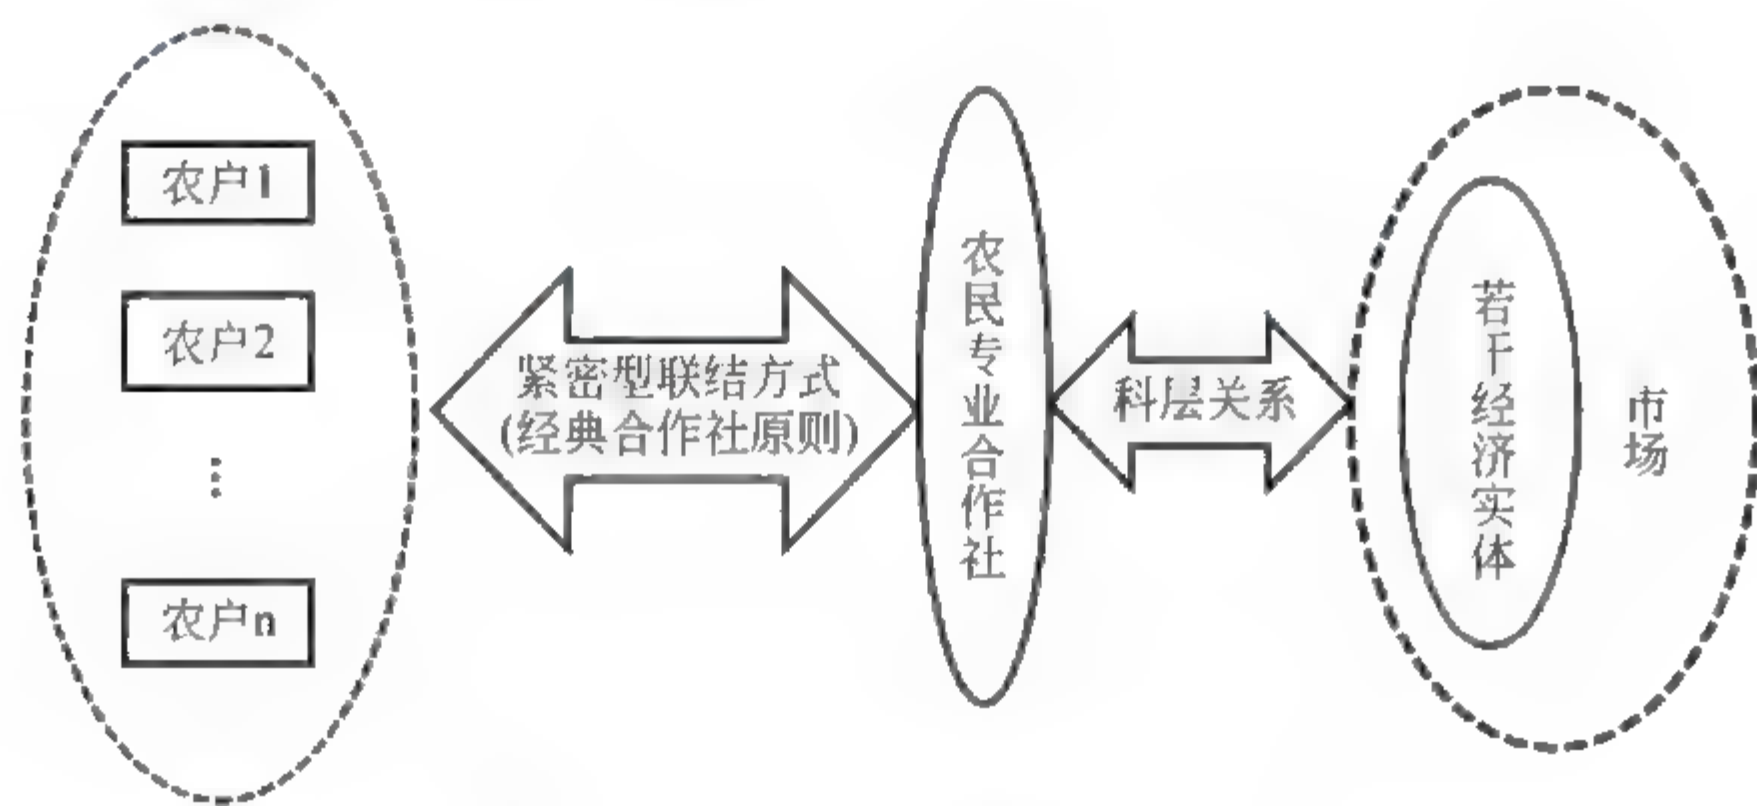 农户1
农户2
⋮
农户n
紧密型联结方式
(经典合作社原则)
农民专业合作社
科层关系
若干经济实体
市场